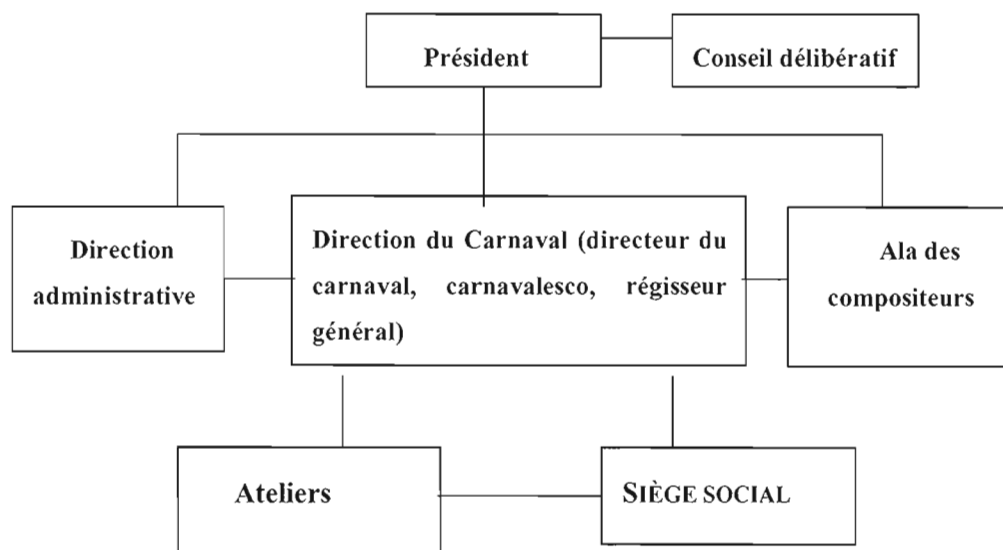 Président
Conseil délibératif
Direction
administrative
Direction du Carnaval (directeur du
carnaval, carnavalesco, régisseur
général)
Ala des
compositeurs
Ateliers
SIÈGE SOCIAL